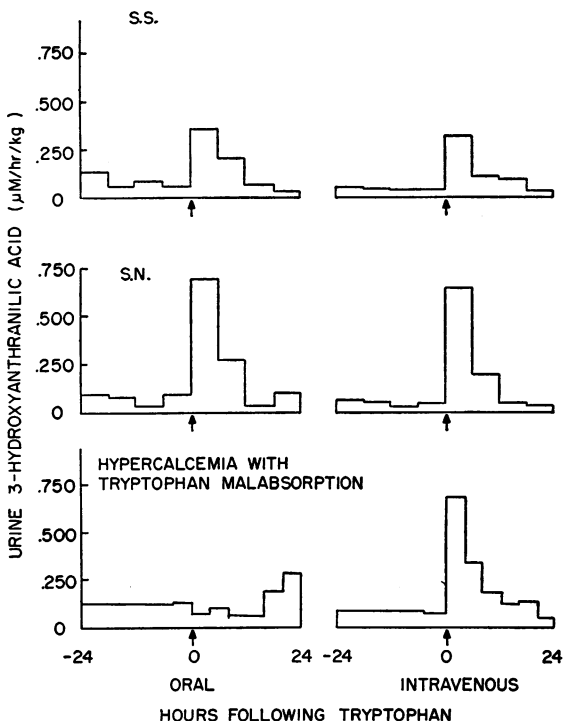 S.S.
.750
.500
.250
0
URINE 3-HYDROXYANTHRANILIC ACID (µM/hr/kg)
S.N.
.750
.500
.250
0
HYPERCALCEMIA WITH
TRYPTOPHAN MALABSORPTION
.750
.500
.250
0
-24 0 24 -24 0 24
ORAL INTRAVENOUS
HOURS FOLLOWING TRYPTOPHAN